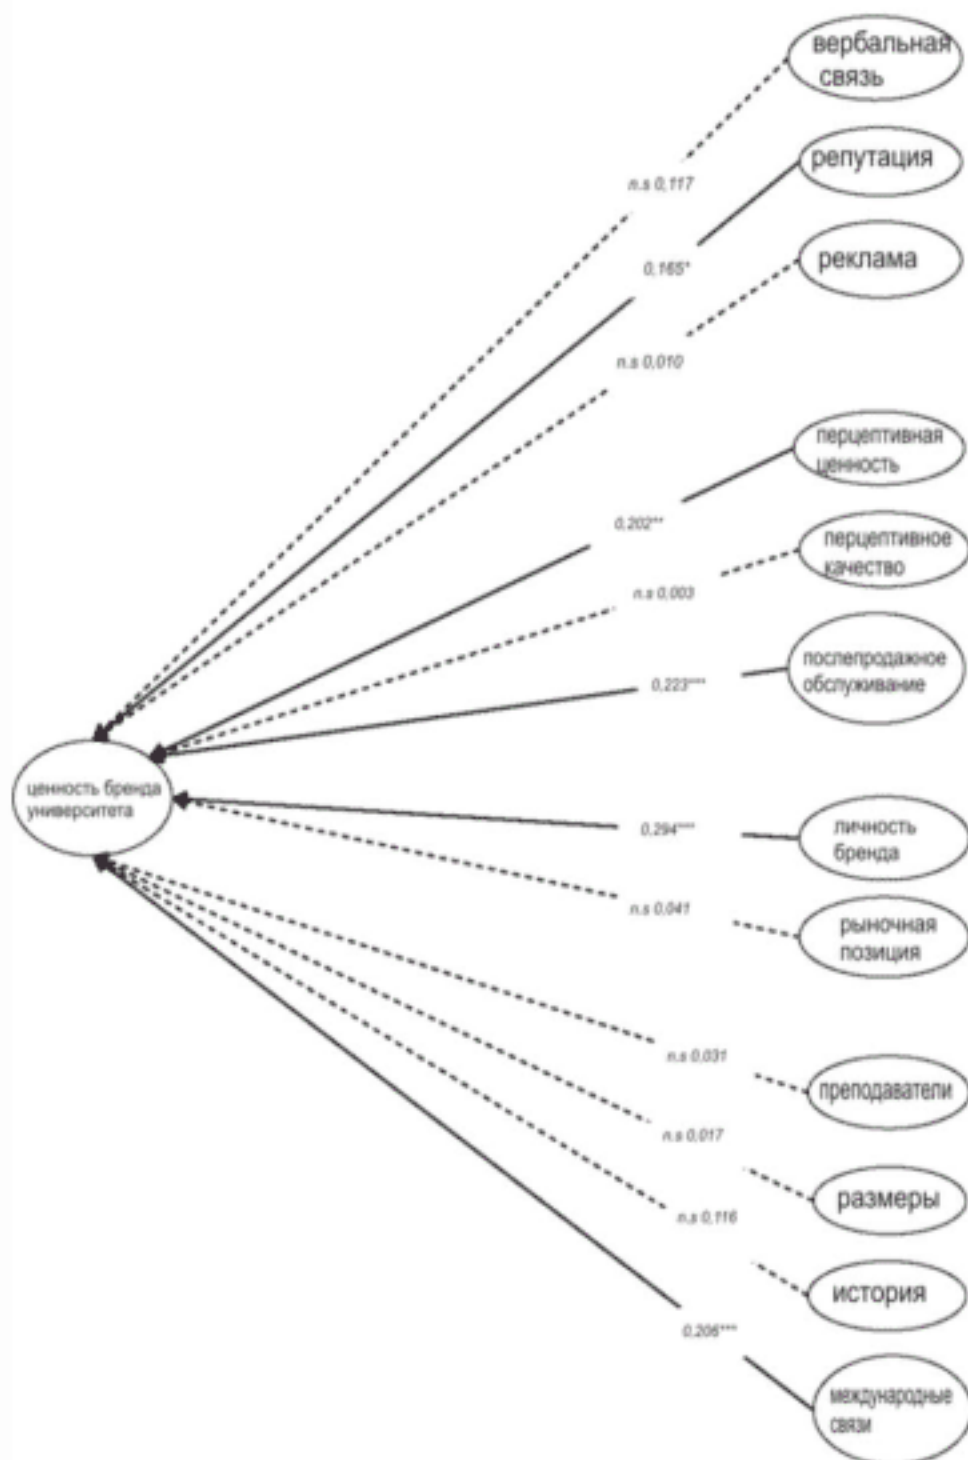 вербальная
связь
n.s 0,117
репутация
0,165*
реклама
n.s 0,010
перцептивная
ценность
0,202**
перцептивное
качество
n.s 0,003
послепродажное
обслуживание
0,223***
ценность бренда
университета
личность
бренда
0,294***
рыночная
позиция
n.s 0,041
n.s 0,031
преподаватели
n.s 0,017
размеры
n.s 0,116
история
0,206***
международные
связи